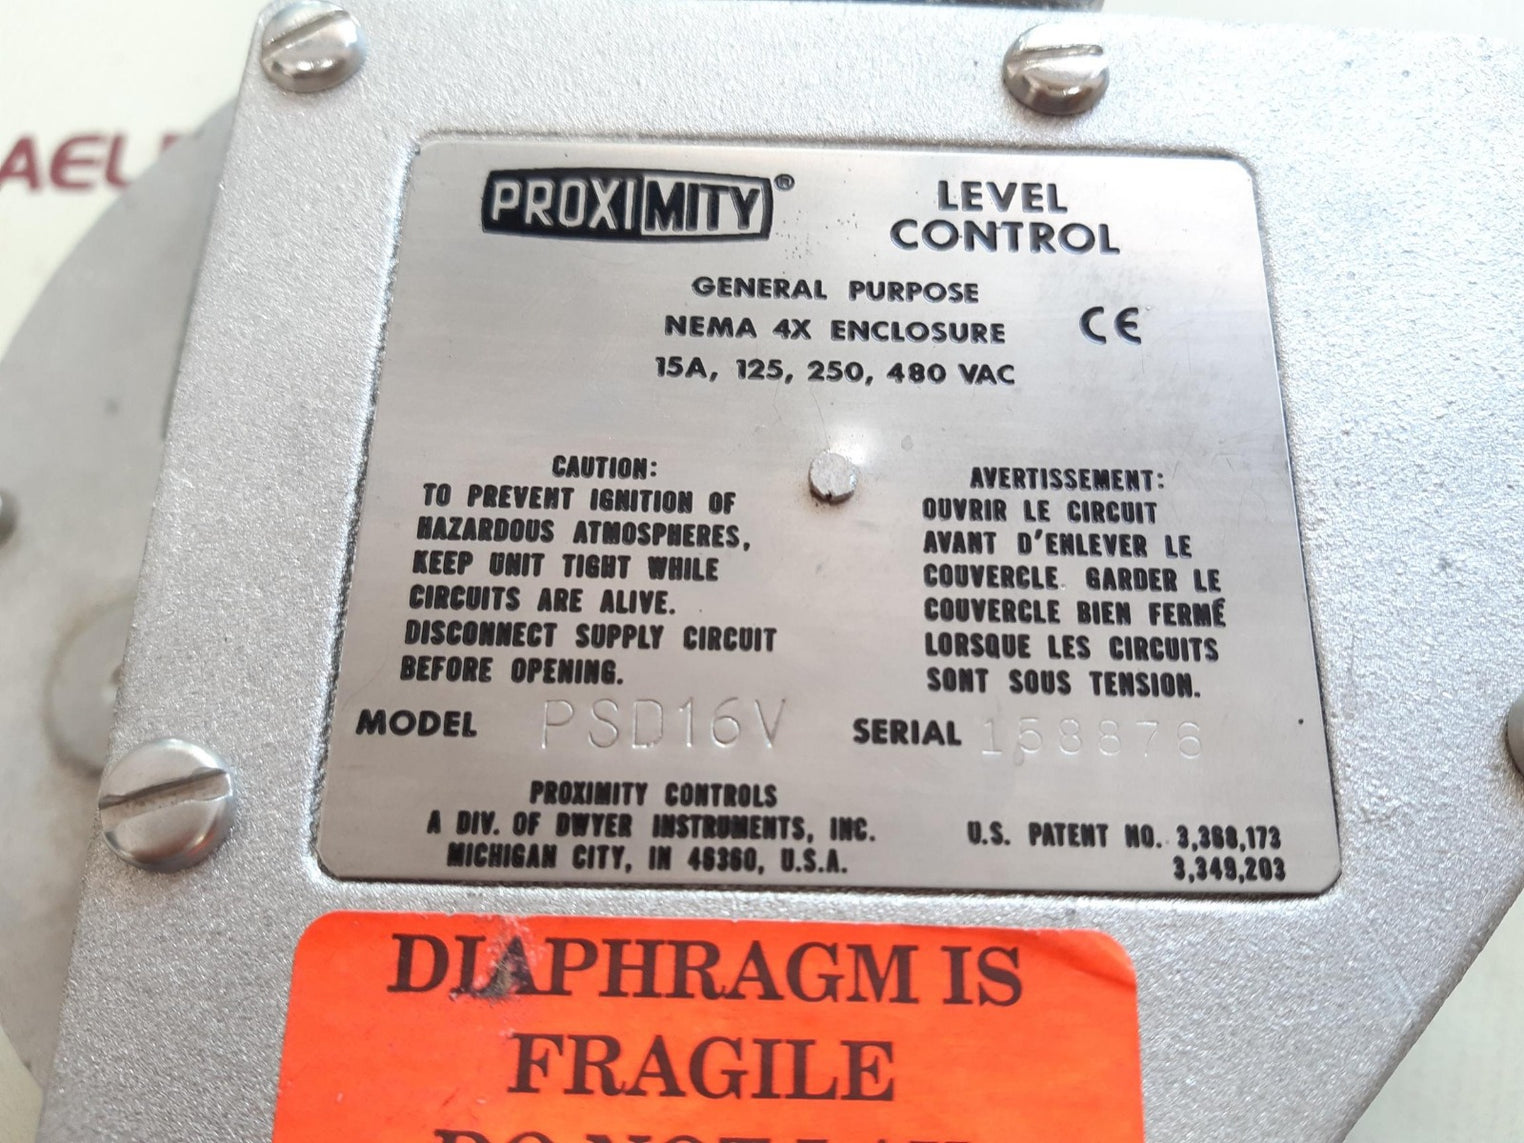 PROXIMITY®
LEVEL
CONTROL
GENERAL PURPOSE
NEMA 4X ENCLOSURE
CE
15A, 125, 250, 480 VAC
CAUTION:
TO PREVENT IGNITION OF
HAZARDOUS ATMOSPHERES,
KEEP UNIT TIGHT WHILE
CIRCUITS ARE ALIVE.
DISCONNECT SUPPLY CIRCUIT
BEFORE OPENING.
AVERTISSEMENT:
OUVRIR LE CIRCUIT
AVANT D'ENLEVER LE
COUVERCLE. GARDER LE
COUVERCLE BIEN FERMÉ
LORSQUE LES CIRCUITS
SONT SOUS TENSION.
MODEL PSD16V
SERIAL 158876
PROXIMITY CONTROLS
A DIV. OF DWYER INSTRUMENTS, INC.
MICHIGAN CITY, IN 46360, U.S.A.
U.S. PATENT NO. 3,368,173
3,349,203
DIAPHRAGM IS
FRAGILE
DO NOT